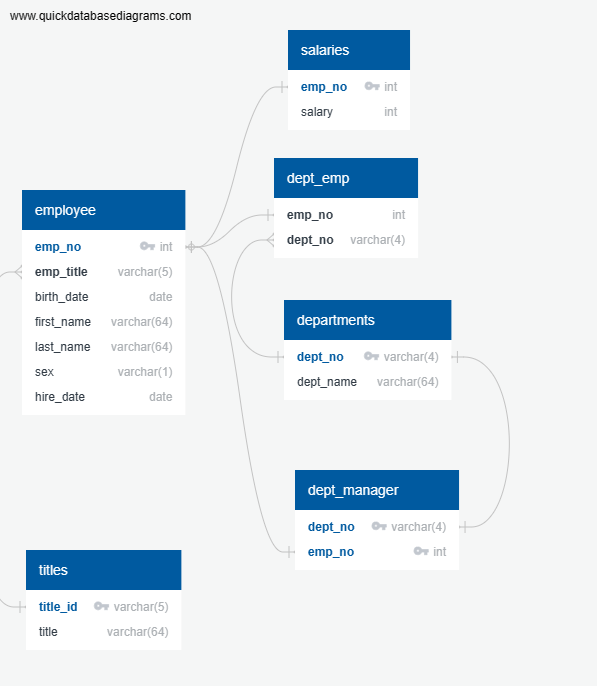 www.quickdatabasediagrams.com
salaries
emp_no int
salary int
dept_emp
emp_no int
dept_no varchar(4)
employee
emp_no int
emp_title varchar(5)
birth_date date
first_name varchar(64)
last_name varchar(64)
sex varchar(1)
hire_date date
departments
dept_no varchar(4)
dept_name varchar(64)
dept_manager
dept_no varchar(4)
emp_no int
titles
title_id varchar(5)
title varchar(64)